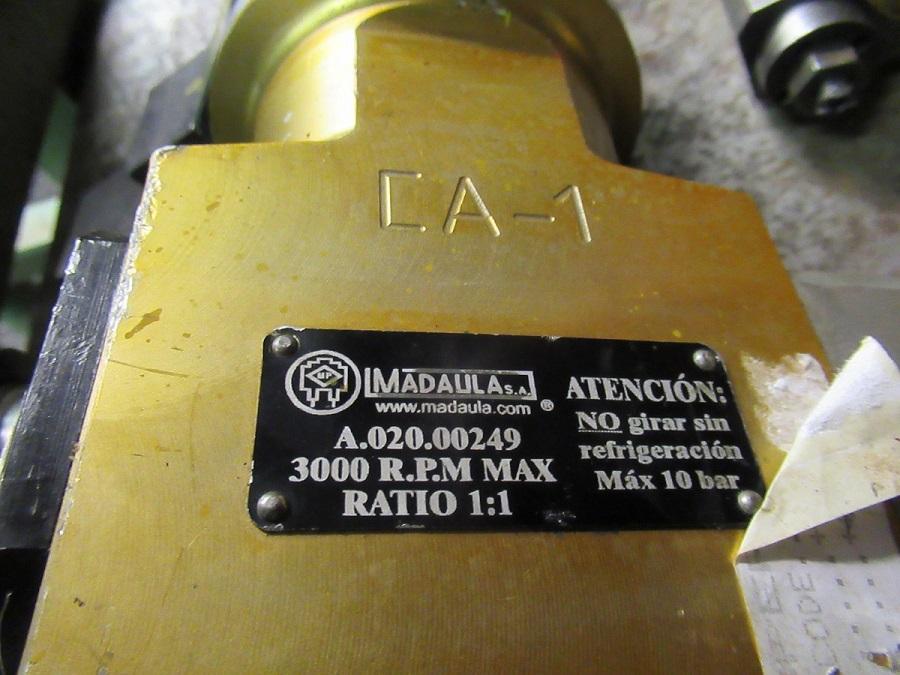 CA-1
MP
MADAULA S.A.
www.madaula.com ®
A.020.00249
3000 R.P.M MAX
RATIO 1:1
ATENCIÓN:
NO girar sin
refrigeración
Máx 10 bar